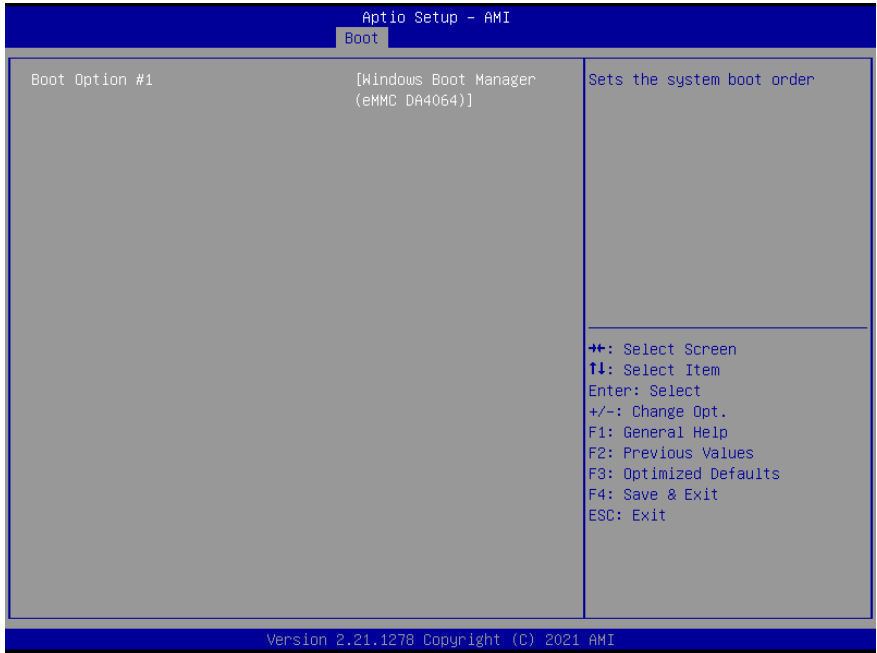 Aptio Setup – AMI
Boot
Boot Option #1 [Windows Boot Manager
(eMMC DA4064)]
Sets the system boot order
→←: Select Screen
↑↓: Select Item
Enter: Select
+/-: Change Opt.
F1: General Help
F2: Previous Values
F3: Optimized Defaults
F4: Save & Exit
ESC: Exit
Version 2.21.1278 Copyright (C) 2021 AMI